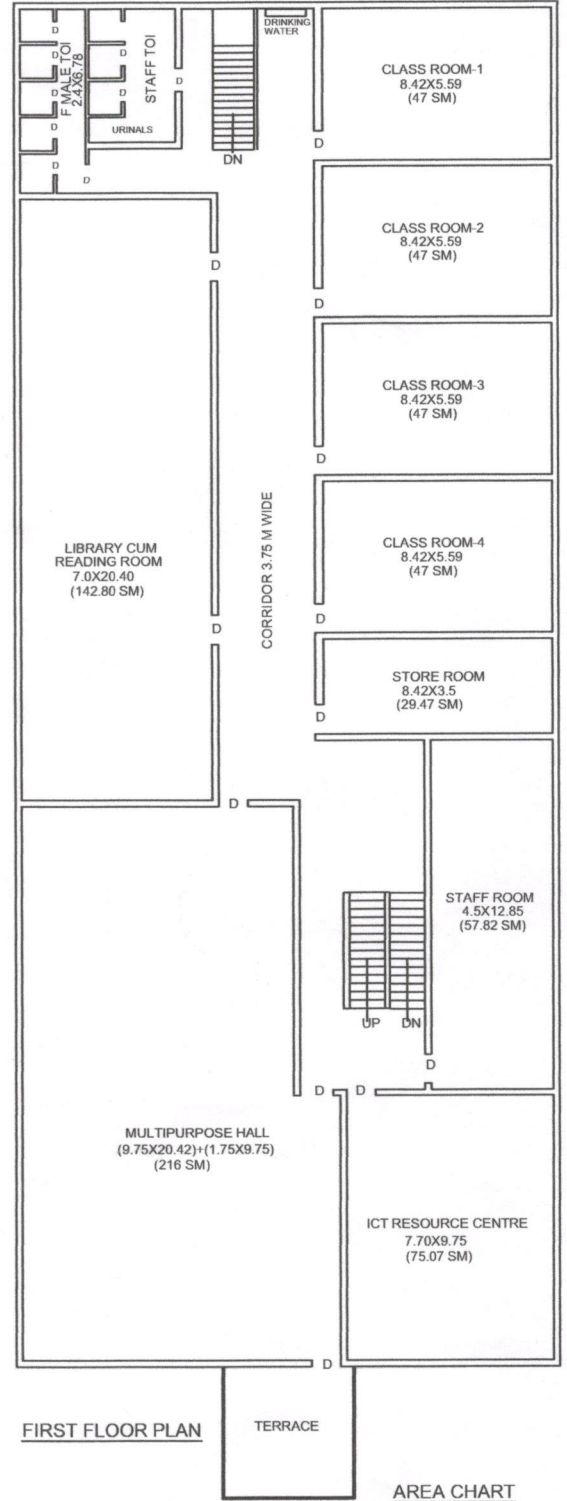 DRINKING
WATER
F MALE TOI
2.4X6.78
STAFF TOI
D
D
D
D
D
D
D
D
D
D
URINALS
DN
CLASS ROOM-1
8.42X5.59
(47 SM)
D
CLASS ROOM-2
8.42X5.59
(47 SM)
D
D
CLASS ROOM-3
8.42X5.59
(47 SM)
D
CORRIDOR 3.75 M WIDE
LIBRARY CUM
READING ROOM
7.0X20.40
(142.80 SM)
CLASS ROOM-4
8.42X5.59
(47 SM)
D
D
STORE ROOM
8.42X3.5
(29.47 SM)
D
D
STAFF ROOM
4.5X12.85
(57.82 SM)
UP
DN
D
D
D
MULTIPURPOSE HALL
(9.75X20.42)+(1.75X9.75)
(216 SM)
ICT RESOURCE CENTRE
7.70X9.75
(75.07 SM)
D
FIRST FLOOR PLAN
TERRACE
AREA CHART